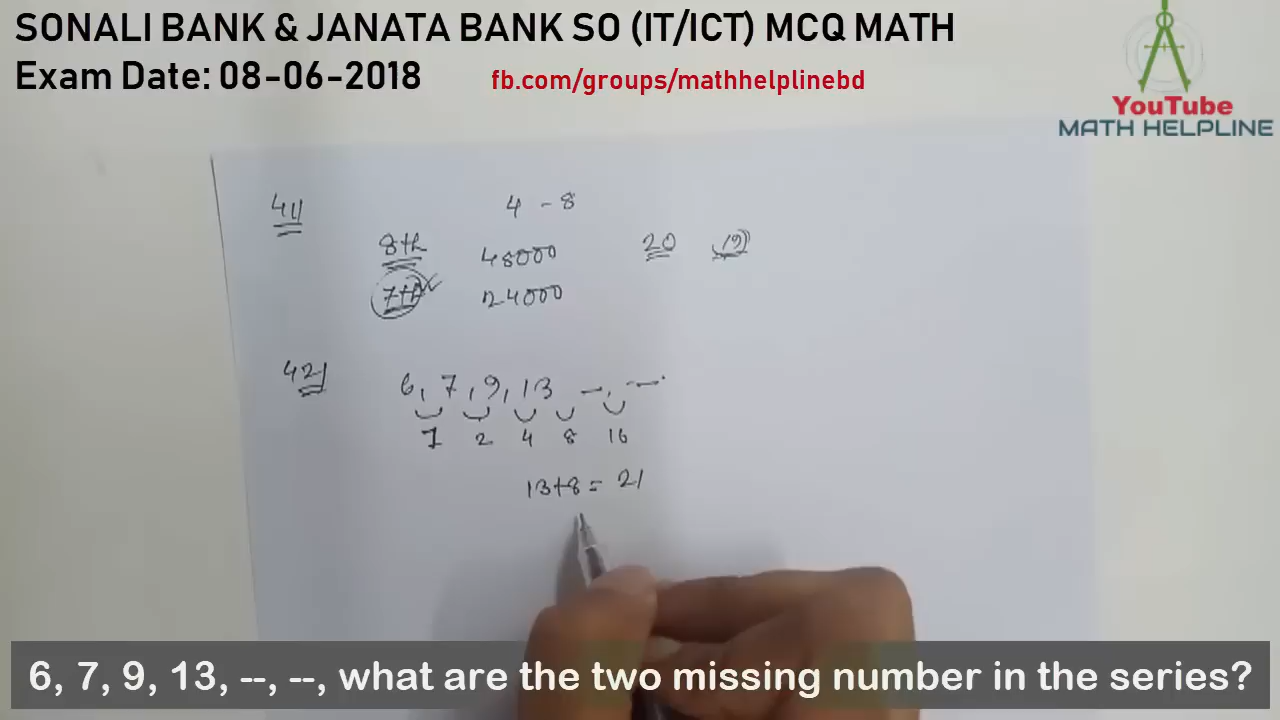 SONALI BANK & JANATA BANK SO (IT/ICT) MCQ MATH
Exam Date: 08-06-2018 fb.com/groups/mathhelplinebd
YouTube
MATH HELPLINE
41
4 - 8
8th 48000 20 19
7th 24000
42
6, 7, 9, 13 —, —.
1 2 4 8 16
13+8 = 21
6, 7, 9, 13, --, --, what are the two missing number in the series?